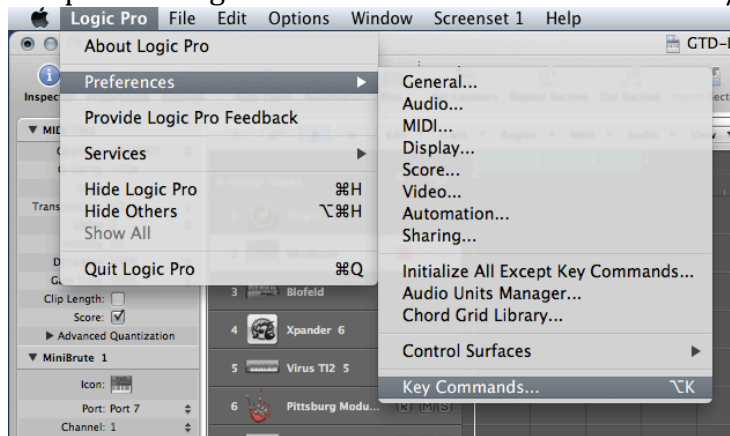 Logic Pro File Edit Options Window Screenset 1 Help
GTD-
About Logic Pro
Preferences
Provide Logic Pro Feedback
Services
Hide Logic Pro ⌘H
Hide Others ⌥⌘H
Show All
Quit Logic Pro ⌘Q
General...
Audio...
MIDI...
Display...
Score...
Video...
Automation...
Sharing...
Initialize All Except Key Commands...
Audio Units Manager...
Chord Grid Library...
Control Surfaces
Key Commands... ⌥K
Inspec
Clip Length:
Score:
Advanced Quantization
MiniBrute 1
Icon:
Port: Port 7
Channel: 1
3 Blofeld
4 Xpander 6
5 Virus TI2 5
6 Pittsburg Modu... R M S